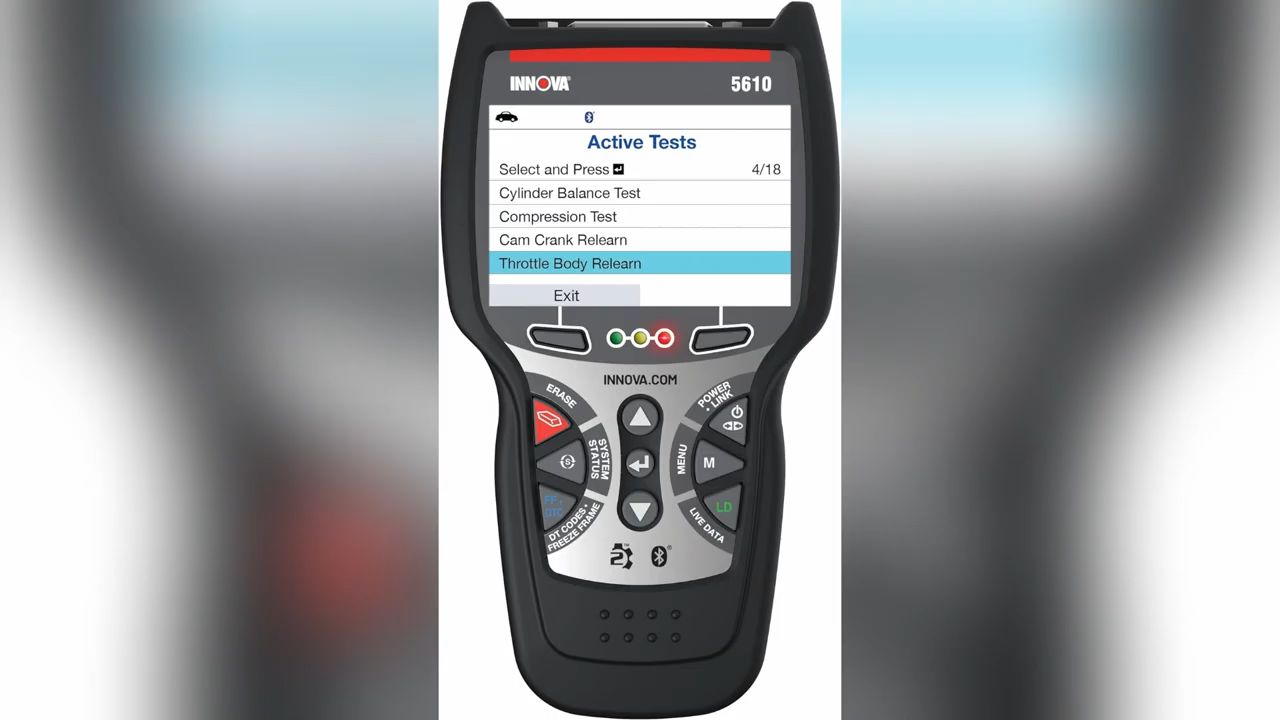 INNOVA 5610
Active Tests
Select and Press 4/18
Cylinder Balance Test
Compression Test
Cam Crank Relearn
Throttle Body Relearn
Exit
INNOVA.COM
ERASE
POWER • LINK
SYSTEM STATUS
S
MENU
M
FF • DTC
LD
DT CODES • FREEZE FRAME
LIVE DATA
2